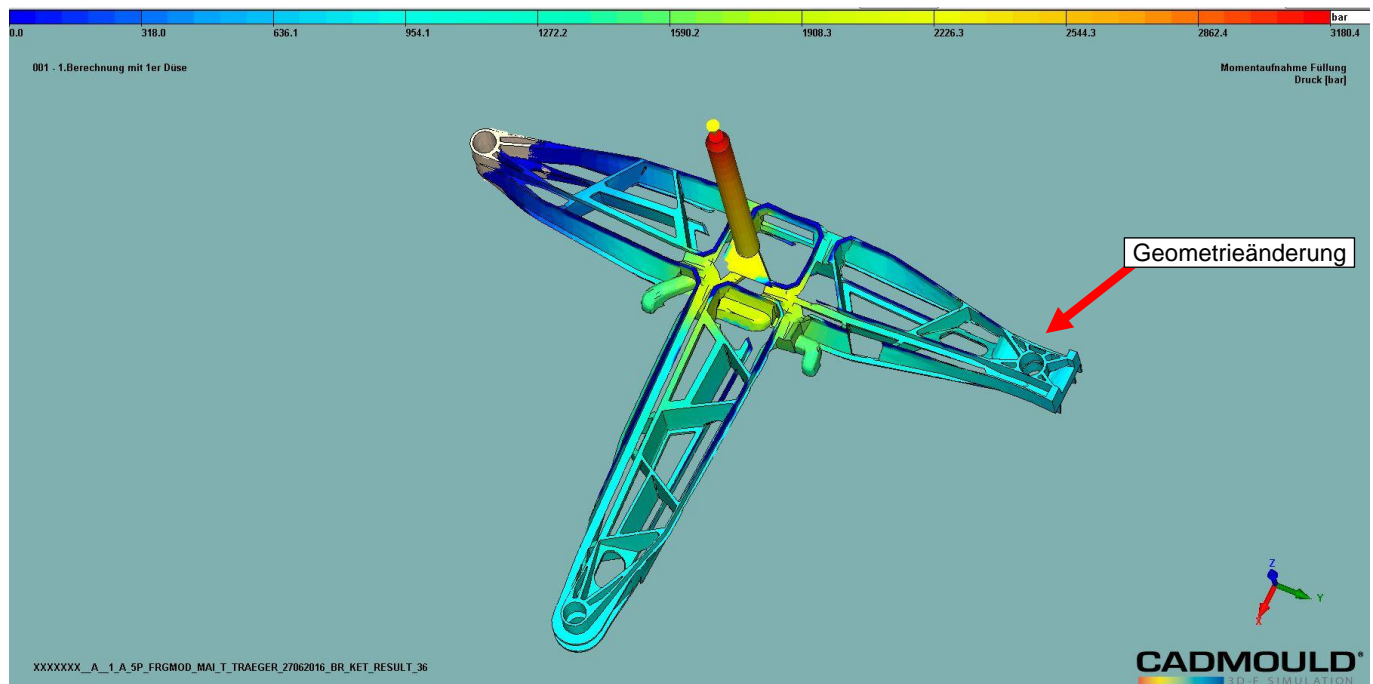 bar
0.0 318.0 636.1 954.1 1272.2 1590.2 1908.3 2226.3 2544.3 2862.4 3180.4
001 - 1.Berechnung mit 1er Düse
Momentaufnahme Füllung
Druck [bar]
Geometrieänderung
Z
Y
X
XXXXXXX__A__1_A_5P_FRGMOD_MAI_T_TRAEGER_27062016_BR_KET_RESULT_36
CADMOULD®
3D-F SIMULATION